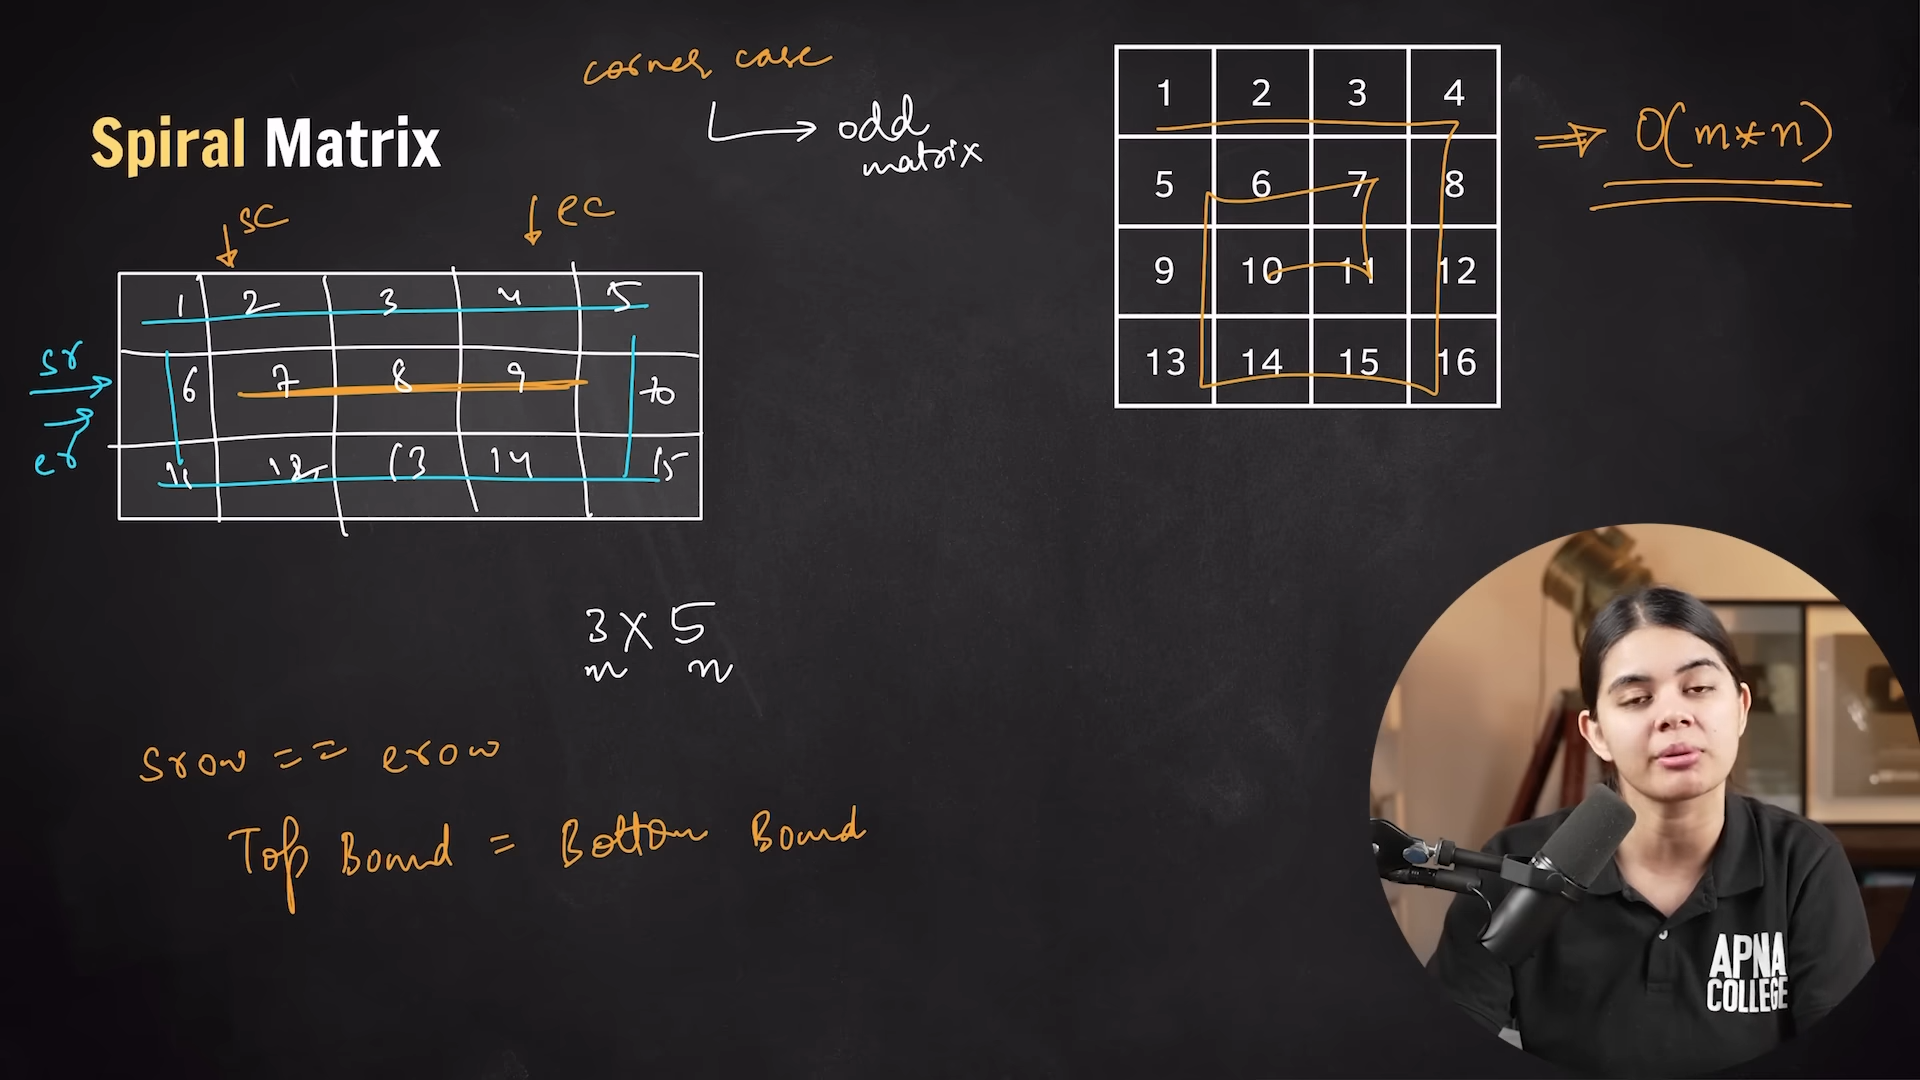 Spiral Matrix
corner case
odd
matrix
sc
ec
1 2 3 4 5
6 7 8 9 10
11 12 13 14 15
sr
er
3 X 5
m n
Srow == erow
Top Bound = Bottom Bound
1 2 3 4
5 6 7 8
9 10 11 12
13 14 15 16
⇒ O(m*n)
APNA
COLLEGE